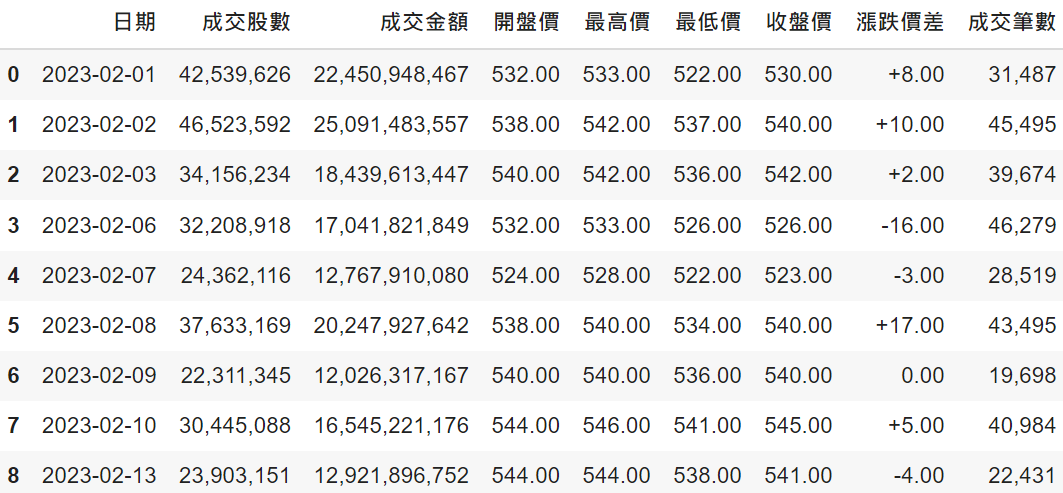 日期 成交股數 成交金額 開盤價 最高價 最低價 收盤價 漲跌價差 成交筆數
0 2023-02-01 42,539,626 22,450,948,467 532.00 533.00 522.00 530.00 +8.00 31,487
1 2023-02-02 46,523,592 25,091,483,557 538.00 542.00 537.00 540.00 +10.00 45,495
2 2023-02-03 34,156,234 18,439,613,447 540.00 542.00 536.00 542.00 +2.00 39,674
3 2023-02-06 32,208,918 17,041,821,849 532.00 533.00 526.00 526.00 -16.00 46,279
4 2023-02-07 24,362,116 12,767,910,080 524.00 528.00 522.00 523.00 -3.00 28,519
5 2023-02-08 37,633,169 20,247,927,642 538.00 540.00 534.00 540.00 +17.00 43,495
6 2023-02-09 22,311,345 12,026,317,167 540.00 540.00 536.00 540.00 0.00 19,698
7 2023-02-10 30,445,088 16,545,221,176 544.00 546.00 541.00 545.00 +5.00 40,984
8 2023-02-13 23,903,151 12,921,896,752 544.00 544.00 538.00 541.00 -4.00 22,431